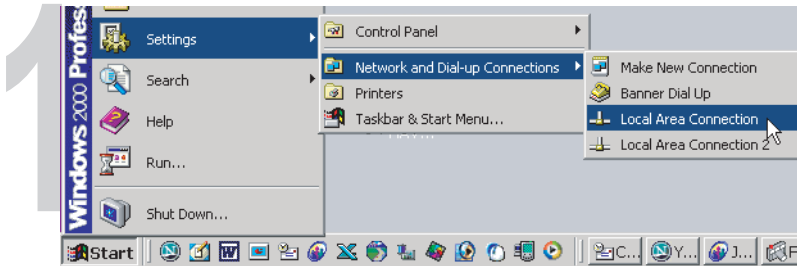 1
Windows 2000 Profes
Settings
Search
Help
Run...
Shut Down...
Control Panel
Network and Dial-up Connections
Printers
Taskbar & Start Menu...
Make New Connection
Banner Dial Up
Local Area Connection
Local Area Connection 2
Start
C...
Y...
J...
F